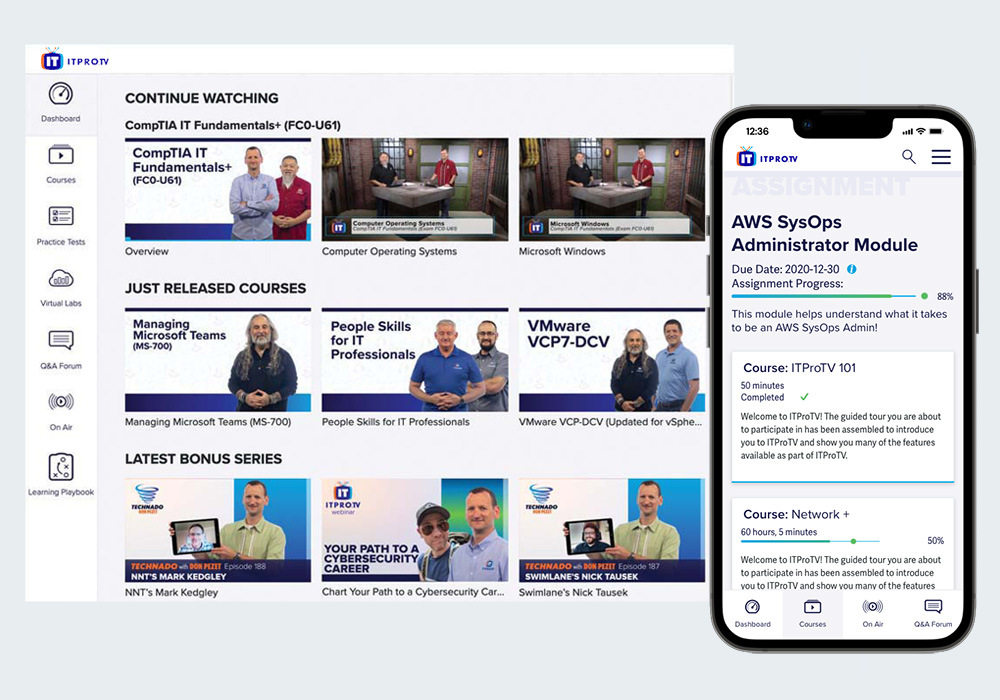 IT ITPROTV
Dashboard
Courses
Practice Tests
Virtual Labs
Q&A Forum
On Air
Learning Playbook
CONTINUE WATCHING
CompTIA IT Fundamentals+ (FC0-U61)
CompTIA IT
Fundamentals+
(FC0-U61)
Overview
IT
Computer Operating Systems
CompTIA IT Fundamentals+ (Exam FC0-U61)
Computer Operating Systems
IT
Microsoft Windows
CompTIA IT Fundamentals+ (Exam FC0-U61)
Microsoft Windows
JUST RELEASED COURSES
Managing
Microsoft Teams
(MS-700)
Managing Microsoft Teams (MS-700)
People Skills
for IT
Professionals
People Skills for IT Professionals
VMware
VCP7-DCV
VMware VCP-DCV (Updated for vSphe...
LATEST BONUS SERIES
TECHNADO
DON PEZET
TECHNADO with DON PEZET Episode 188
NNT'S MARK KEDGLEY
NNT's Mark Kedgley
IT
ITPROTV
webinar
YOUR PATH TO A
CYBERSECURITY
CAREER
Chart Your Path to a Cybersecurity Car...
TECHNADO
DON PEZET
TECHNADO with DON PEZET Episode 187
SWIMLANE'S NICK TAUSEK
Swimlane's Nick Tausek
12:36
IT ITPROTV
ASSIGNMENT
AWS SysOps
Administrator Module
Due Date: 2020-12-30 i
Assignment Progress:
88%
This module helps understand what it takes
to be an AWS SysOps Admin!
Course: ITProTV 101
50 minutes
Completed
Welcome to ITProTV! The guided tour you are about
to participate in has been assembled to introduce
you to ITProTV and show you many of the features
available as part of ITProTV.
Course: Network +
60 hours, 5 minutes
50%
Welcome to ITProTV! The guided tour you are about
to participate in has been assembled to introduce
you to ITProTV and show you many of the features
Dashboard
Courses
On Air
Q&A Forum